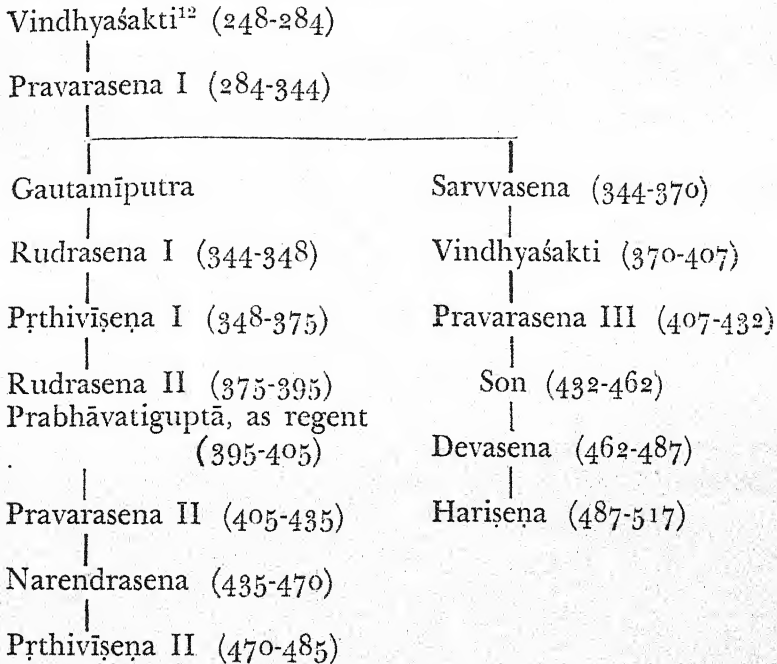 Vindhyaśakti¹² (248-284)
Pravarasena I (284-344)
Gautamīputra
Sarvvasena (344-370)
Rudrasena I (344-348)
Vindhyaśakti (370-407)
Pṛthivīṣeṇa I (348-375)
Pravarasena III (407-432)
Rudrasena II (375-395)
Son (432-462)
Prabhāvatiguptā, as regent
(395-405)
Devasena (462-487)
Pravarasena II (405-435)
Hariṣeṇa (487-517)
Narendrasena (435-470)
Pṛthivīṣeṇa II (470-485)